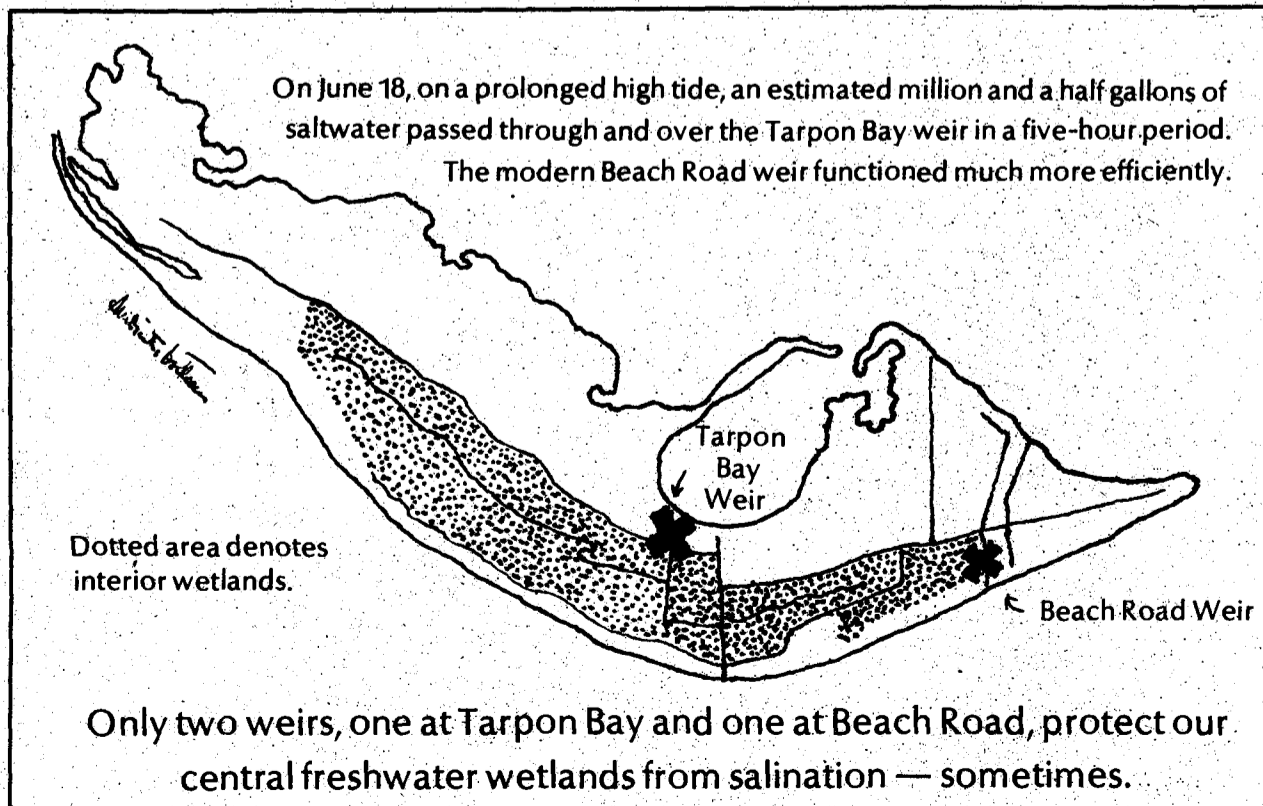 On June 18, on a prolonged high tide, an estimated million and a half gallons of
saltwater passed through and over the Tarpon Bay weir in a five-hour period.
The modern Beach Road weir functioned much more efficiently.
Tarpon
Bay
Weir
Dotted area denotes
interior wetlands.
Beach Road Weir
Only two weirs, one at Tarpon Bay and one at Beach Road, protect our
central freshwater wetlands from salination — sometimes.